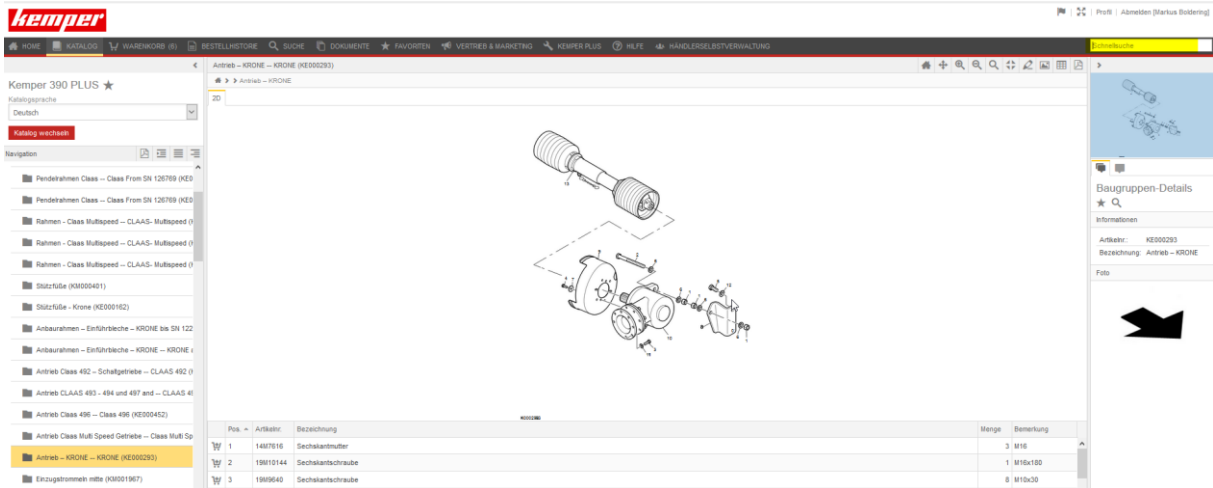 kemper
Profil | Abmelden [Markus Boldering]
HOME KATALOG WARENKORB (6) BESTELLHISTORE SUCHE DOKUMENTE FAVORITEN VERTRIEB & MARKETING KEMPER PLUS HILFE HÄNDLERSELBSTVERWALTUNG Schnellsuche
Antrieb – KRONE -- KRONE (KE000293)
Antrieb – KRONE
Kemper 390 PLUS
Katalogsprache
Deutsch
Katalog wechseln
Navigation
Pendelrahmen Claas -- Claas From SN 126769 (KE0
Pendelrahmen Claas -- Claas From SN 126769 (KE0
Rahmen - Claas Multispeed -- CLAAS- Multispeed (
Rahmen - Claas Multispeed -- CLAAS- Multispeed (
Rahmen - Claas Multispeed -- CLAAS- Multispeed (
Stützfüße (KM000401)
Stützfüße - Krone (KE000162)
Anbaurahmen – Einführbleche – KRONE bis SN 122
Anbaurahmen – Einführbleche – KRONE -- KRONE
Antrieb Claas 492 – Schaltgetriebe -- CLAAS 492 (
Antrieb CLAAS 493 - 494 und 497 and -- CLAAS 4
Antrieb Claas 496 -- Claas 496 (KE000452)
Antrieb Claas Multi Speed Getriebe -- Claas Multi Sp
Antrieb – KRONE -- KRONE (KE000293)
Einzugstrommeln mitte (KM001967)
2D
Pos. Artikelnr. Bezeichnung Menge Bemerkung
1 14M7616 Sechskantmutter 3 M16
2 19M10144 Sechskantschraube 1 M16x180
3 19M9640 Sechskantschraube 8 M10x30
Baugruppen-Details
Informationen
Artikelnr.: KE000293
Bezeichnung: Antrieb – KRONE
Foto